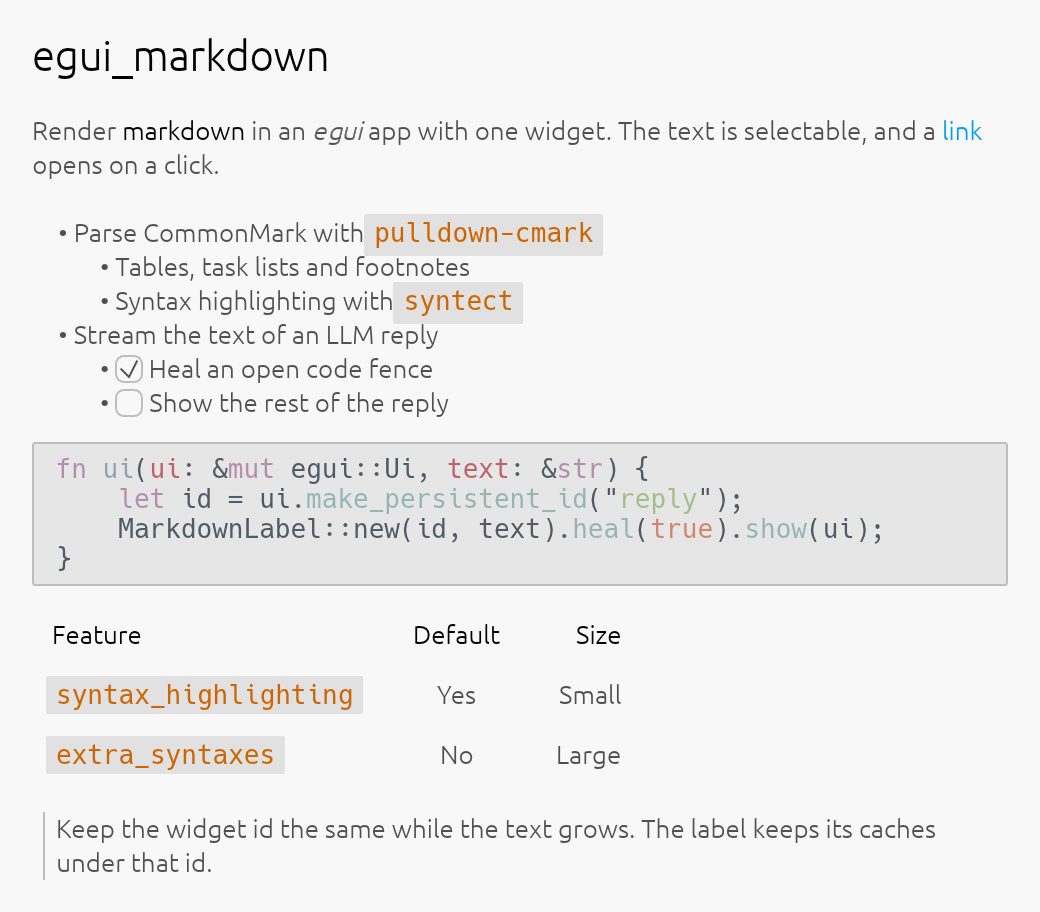 egui_markdown
Render markdown in an egui app with one widget. The text is selectable, and a link
opens on a click.
• Parse CommonMark with pulldown-cmark
• Tables, task lists and footnotes
• Syntax highlighting with syntect
• Stream the text of an LLM reply
• ☑ Heal an open code fence
• ☐ Show the rest of the reply
fn ui(ui: &mut egui::Ui, text: &str) {
    let id = ui.make_persistent_id("reply");
    MarkdownLabel::new(id, text).heal(true).show(ui);
}
Feature Default Size
syntax_highlighting Yes Small
extra_syntaxes No Large
Keep the widget id the same while the text grows. The label keeps its caches
under that id.